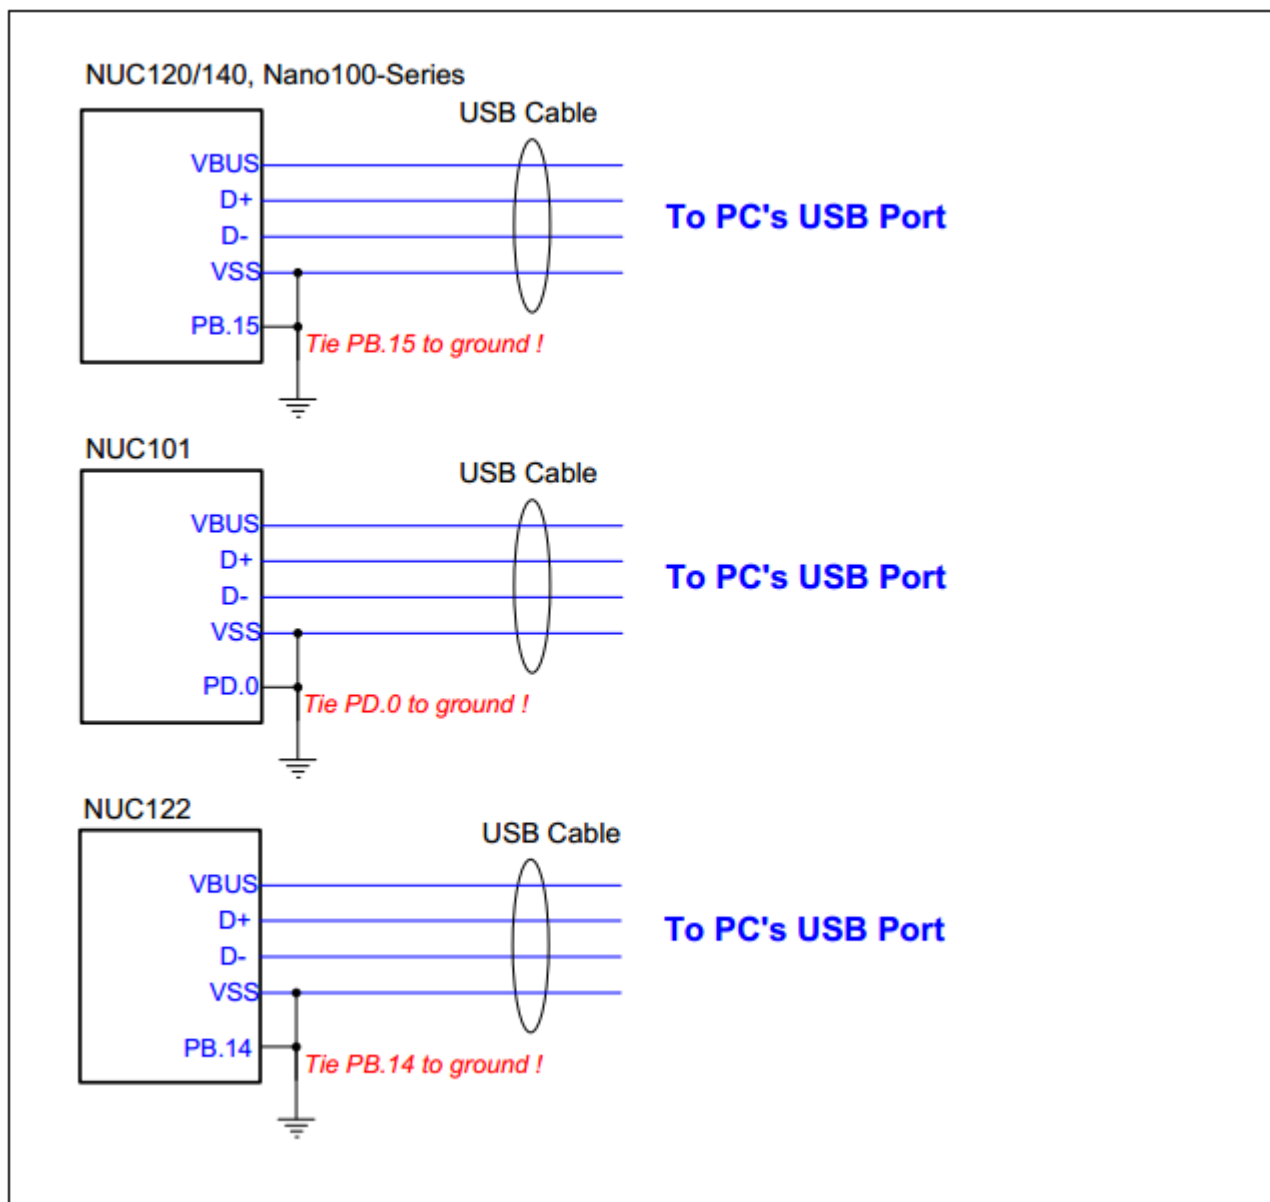 NUC120/140, Nano100-Series
USB Cable
VBUS
D+
To PC's USB Port
D-
VSS
PB.15
Tie PB.15 to ground !
NUC101
USB Cable
VBUS
D+
To PC's USB Port
D-
VSS
PD.0
Tie PD.0 to ground !
NUC122
USB Cable
VBUS
D+
To PC's USB Port
D-
VSS
PB.14
Tie PB.14 to ground !